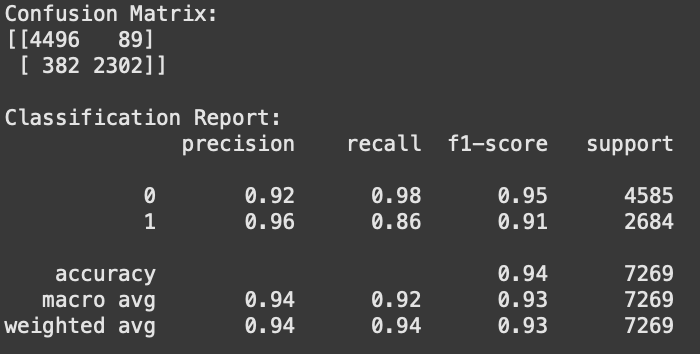 Confusion Matrix:
[[4496   89]
 [ 382 2302]]
Classification Report:
              precision    recall  f1-score   support
           0       0.92      0.98      0.95      4585
           1       0.96      0.86      0.91      2684
    accuracy                           0.94      7269
   macro avg       0.94      0.92      0.93      7269
weighted avg       0.94      0.94      0.93      7269